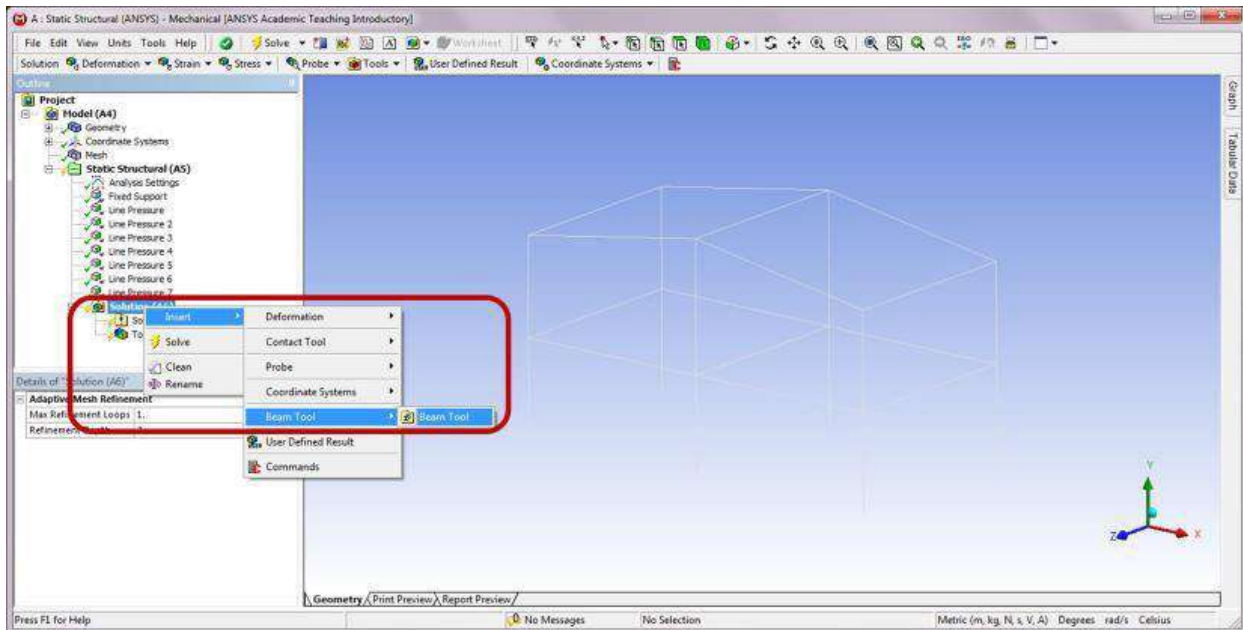 A : Static Structural (ANSYS) - Mechanical [ANSYS Academic Teaching Introductory]
File Edit View Units Tools Help Solve Worksheet
Solution Deformation Strain Stress Probe Tools User Defined Result Coordinate Systems
Outline
Project
Model (A4)
Geometry
Coordinate Systems
Mesh
Static Structural (A5)
Analysis Settings
Fixed Support
Line Pressure
Line Pressure 2
Line Pressure 3
Line Pressure 4
Line Pressure 5
Line Pressure 6
Line Pressure 7
Solution (A6)
So
To
Insert
Solve
Clean
Rename
Deformation
Contact Tool
Probe
Coordinate Systems
Beam Tool
Beam Tool
User Defined Result
Commands
Details of "Solution (A6)"
Adaptive Mesh Refinement
Max Refinement Loops 1.
Refinement
Graph
Tabular Data
Y
Z
X
Geometry Print Preview Report Preview
Press F1 for Help
No Messages
No Selection
Metric (m, kg, N, s, V, A) Degrees rad/s Celsius